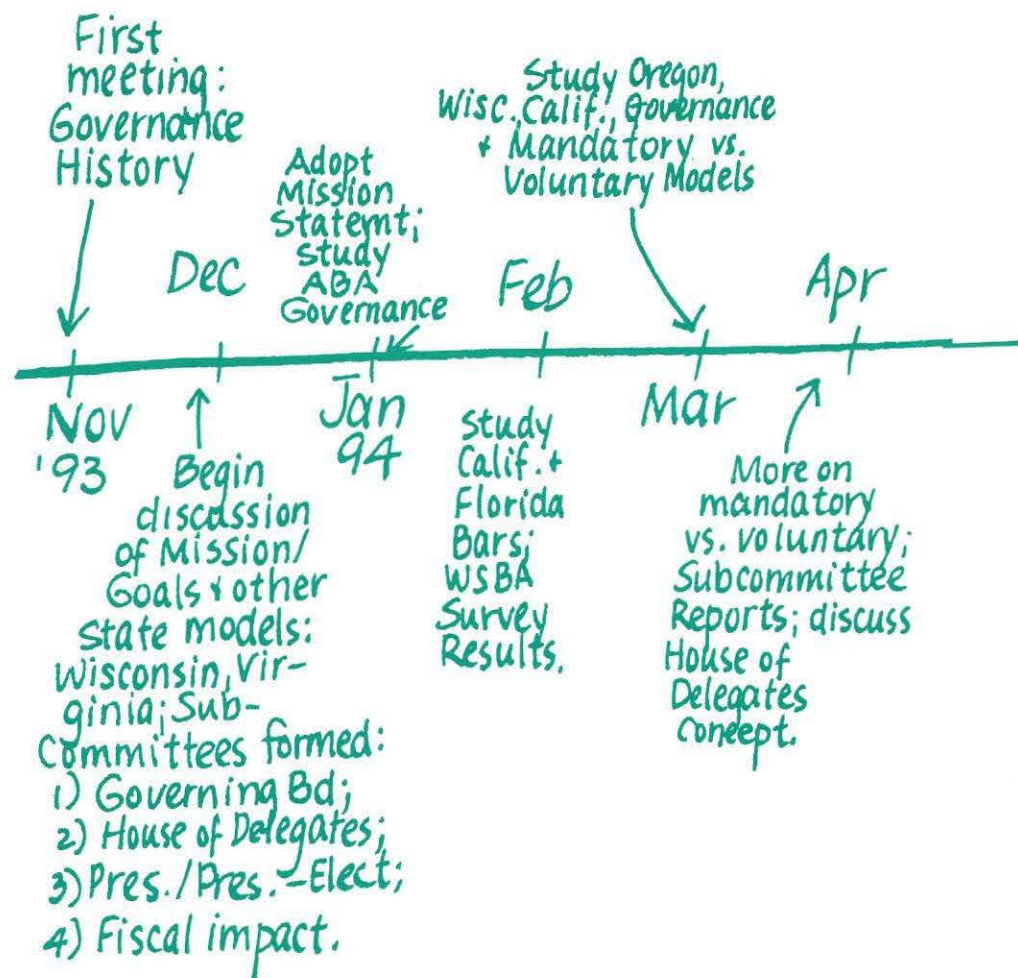 First
meeting:
Governance
History
Dec
Adopt
Mission
Statemt;
study
ABA
Governance
Feb
Study Oregon,
Wisc., Calif., Governance
+ Mandatory vs.
Voluntary Models
Apr
Nov
'93
Begin
discussion
of Mission/
Goals + other
State models:
Wisconsin, Vir-
ginia; Sub-
Committees formed:
1) Governing Bd;
2) House of Delegates;
3) Pres./Pres.-Elect;
4) Fiscal impact.
Jan
94
Study
Calif. +
Florida
Bars;
WSBA
Survey
Results.
Mar
More on
mandatory
vs. voluntary;
Subcommittee
Reports; discuss
House of
Delegates
concept.